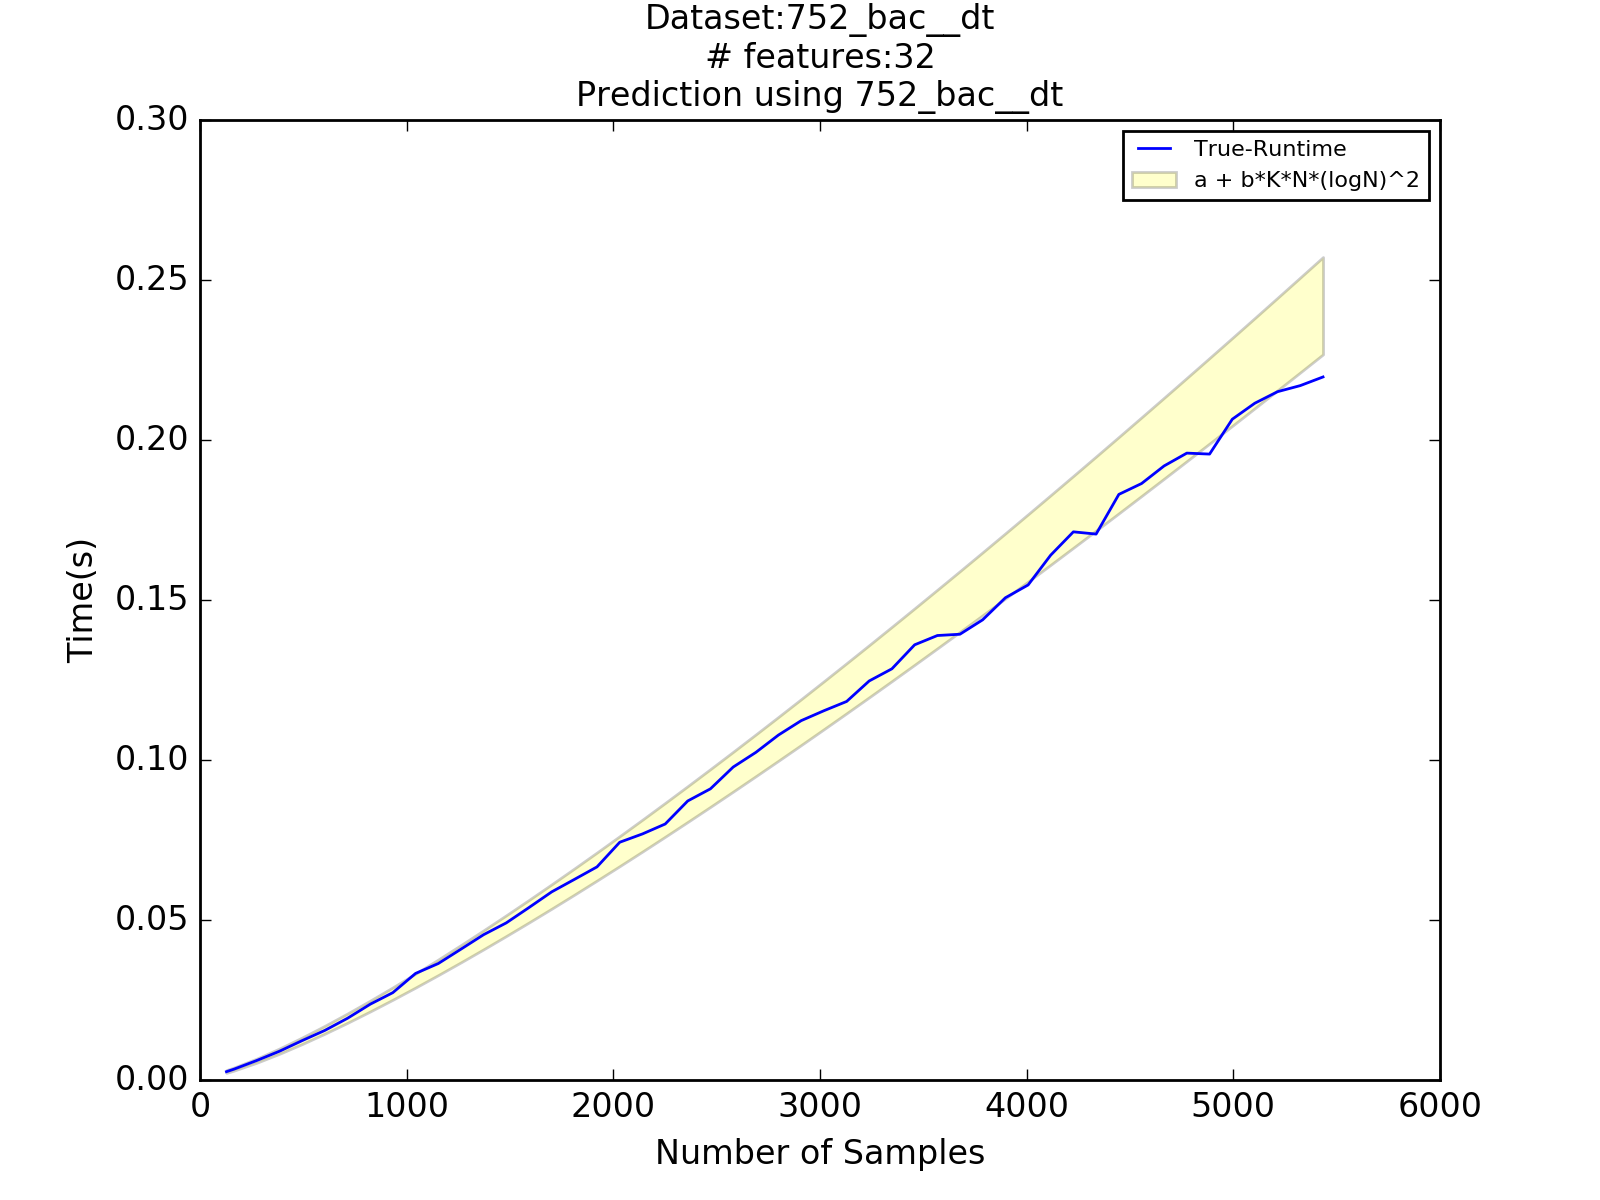 Dataset:752_bac__dt
# features:32
Prediction using 752_bac__dt
True-Runtime
a + b*K*N*(logN)^2
0.30
0.25
0.20
0.15
0.10
0.05
0.00
Time(s)
0 1000 2000 3000 4000 5000 6000
Number of Samples